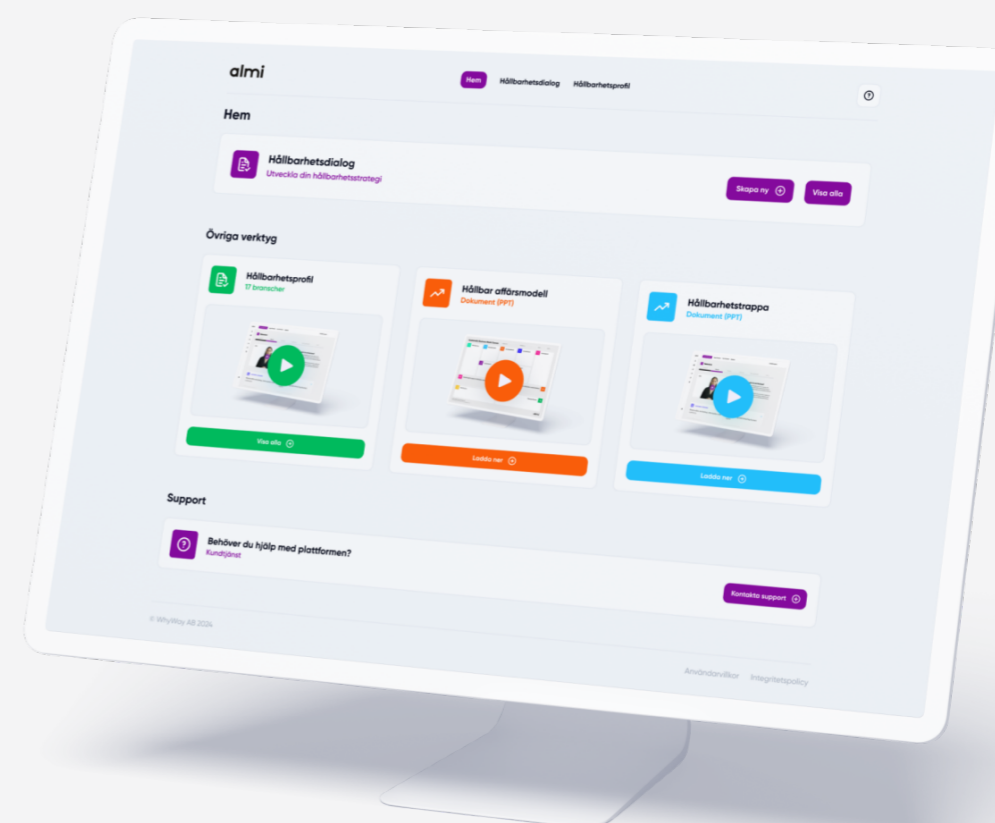 almi
Hem
Hållbarhetsdialog
Hållbarhetsprofil
Hem
Hållbarhetsdialog
Utveckla din hållbarhetsstrategi
Skapa ny
Visa alla
Övriga verktyg
Hållbarhetsprofil
17 branscher
Visa alla
Hållbar affärsmodell
Dokument (PPT)
Ladda ner
Hållbarhetstrappa
Dokument (PPT)
Ladda ner
Support
Behöver du hjälp med plattformen?
Kundtjänst
Kontakta support
© WhyWay AB 2024
Användarvillkor
Integritetspolicy